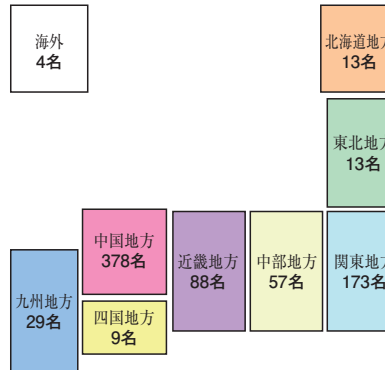 海外
4名
北海道地方
13名
東北地方
13名
中国地方
378名
近畿地方
88名
中部地方
57名
関東地方
173名
九州地方
29名
四国地方
9名